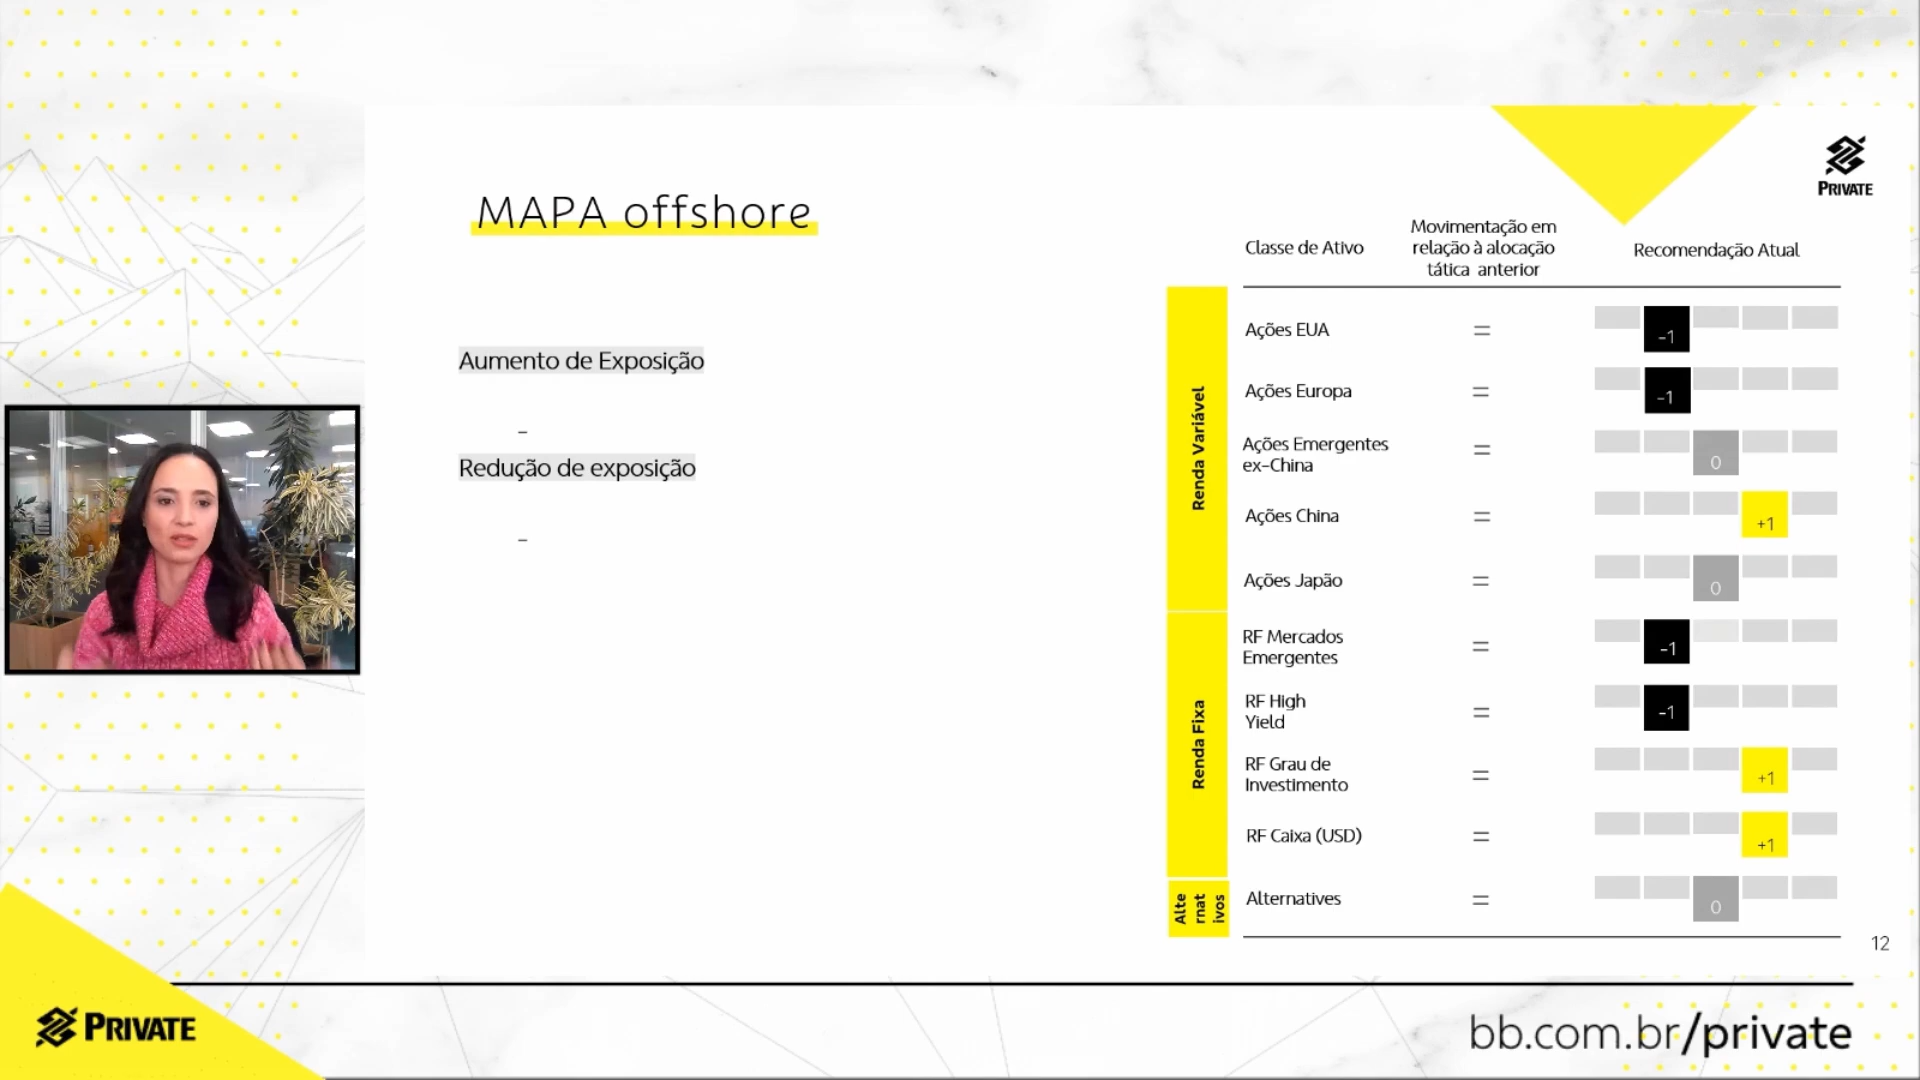 MAPA offshore
Aumento de Exposição
-
Redução de exposição
-
PRIVATE
Classe de Ativo
Movimentação em
relação à alocação
tática anterior
Recomendação Atual
Renda Variável
Ações EUA
=
-1
Ações Europa
=
-1
Ações Emergentes
ex-China
=
0
Ações China
=
+1
Ações Japão
=
0
Renda Fixa
RF Mercados
Emergentes
=
-1
RF High
Yield
=
-1
RF Grau de
Investimento
=
+1
RF Caixa (USD)
=
+1
Alte
rnat
ivos
Alternatives
=
0
12
PRIVATE
bb.com.br/private